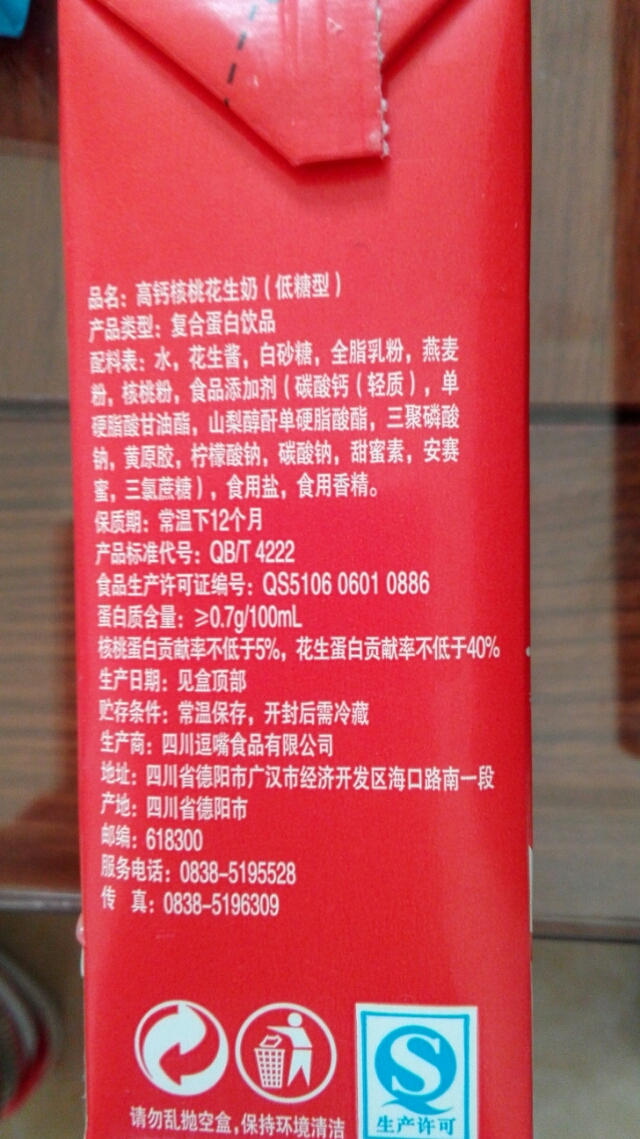 品名：高钙核桃花生奶（低糖型）
产品类型：复合蛋白饮品
配料表：水，花生酱，白砂糖，全脂乳粉，燕麦
粉，核桃粉，食品添加剂（碳酸钙（轻质），单
硬脂酸甘油酯，山梨醇酐单硬脂酸酯，三聚磷酸
钠，黄原胶，柠檬酸钠，碳酸钠，甜蜜素，安赛
蜜，三氯蔗糖），食用盐，食用香精。
保质期：常温下12个月
产品标准代号：QB/T 4222
食品生产许可证编号：QS5106 0601 0886
蛋白质含量：≥0.7g/100mL
核桃蛋白贡献率不低于5%，花生蛋白贡献率不低于40%
生产日期：见盒顶部
贮存条件：常温保存，开封后需冷藏
生产商：四川逗嘴食品有限公司
地址：四川省德阳市广汉市经济开发区海口路南一段
产地：四川省德阳市
邮编：618300
服务电话：0838-5195528
传 真：0838-5196309
请勿乱抛空盒，保持环境清洁
生产许可